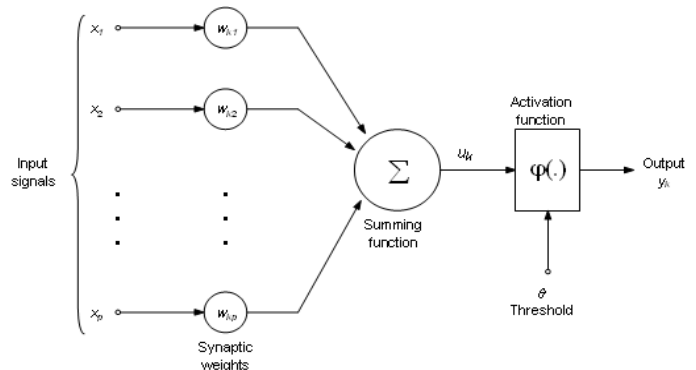 Input
signals
x₁
x₂
xₚ
wₖ₁
wₖ₂
wₖₚ
Synaptic
weights
Σ
Summing
function
uₖ
Activation
function
φ(.)
Output
yₖ
θ
Threshold